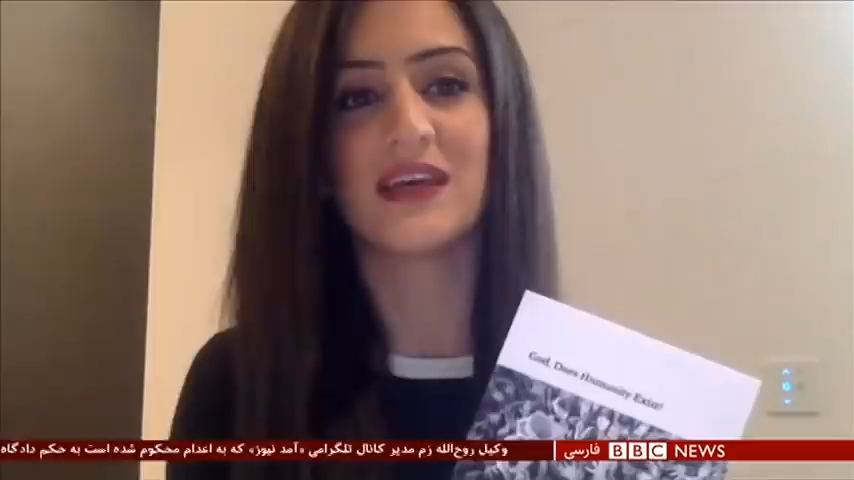 God, Does Humanity Exist?
وکیل روح‌الله زم مدیر کانال تلگرامی «آمد نیوز» که به اعدام محکوم شده است به حکم دادگاه
فارسی BBC NEWS